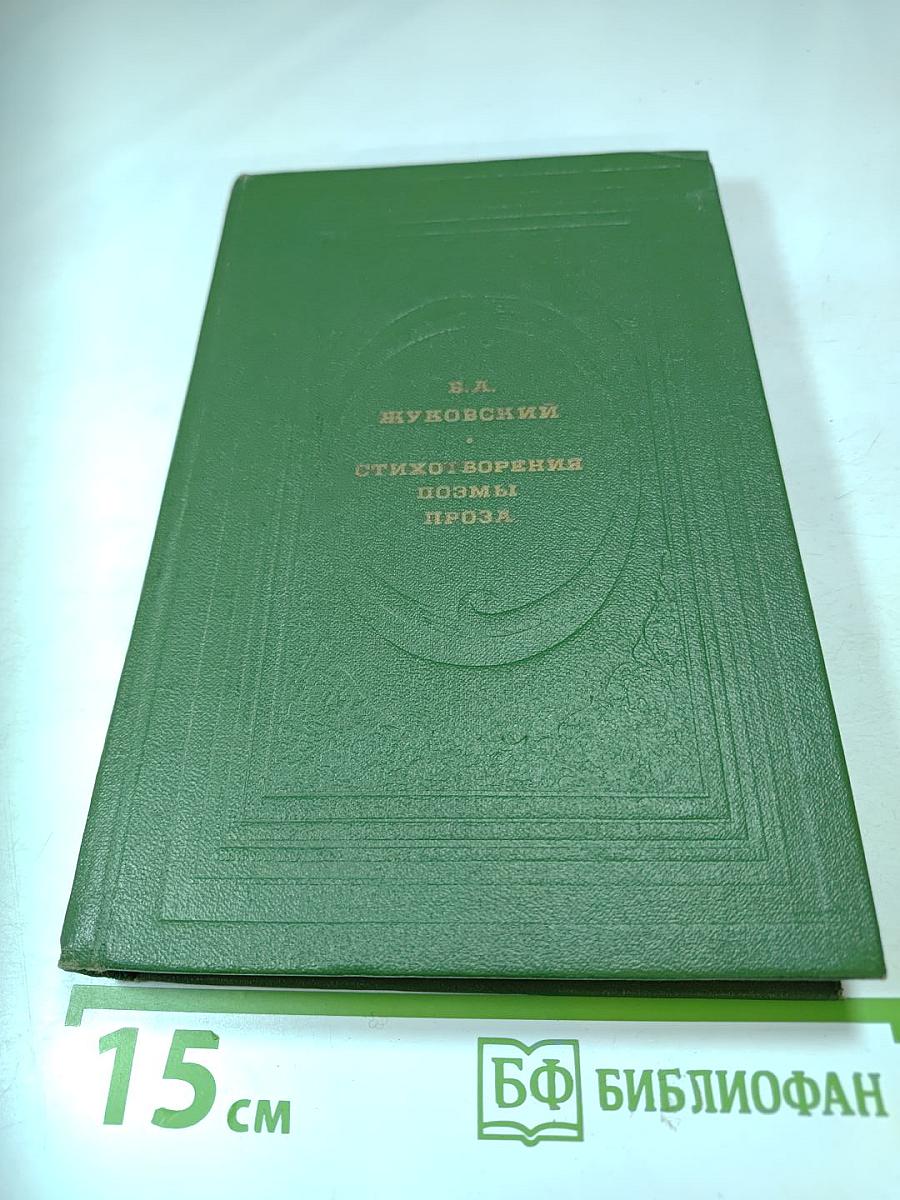 В.А.
ЖУКОВСКИЙ
•
СТИХОТВОРЕНИЯ
ПОЭМЫ
ПРОЗА
15 см
БФ БИБЛИОФАН